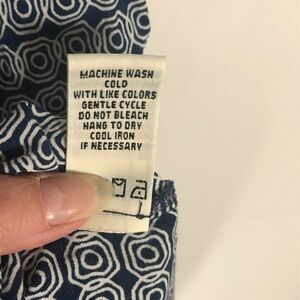 MACHINE WASH
COLD
WITH LIKE COLORS
GENTLE CYCLE
DO NOT BLEACH
HANG TO DRY
COOL IRON
IF NECESSARY